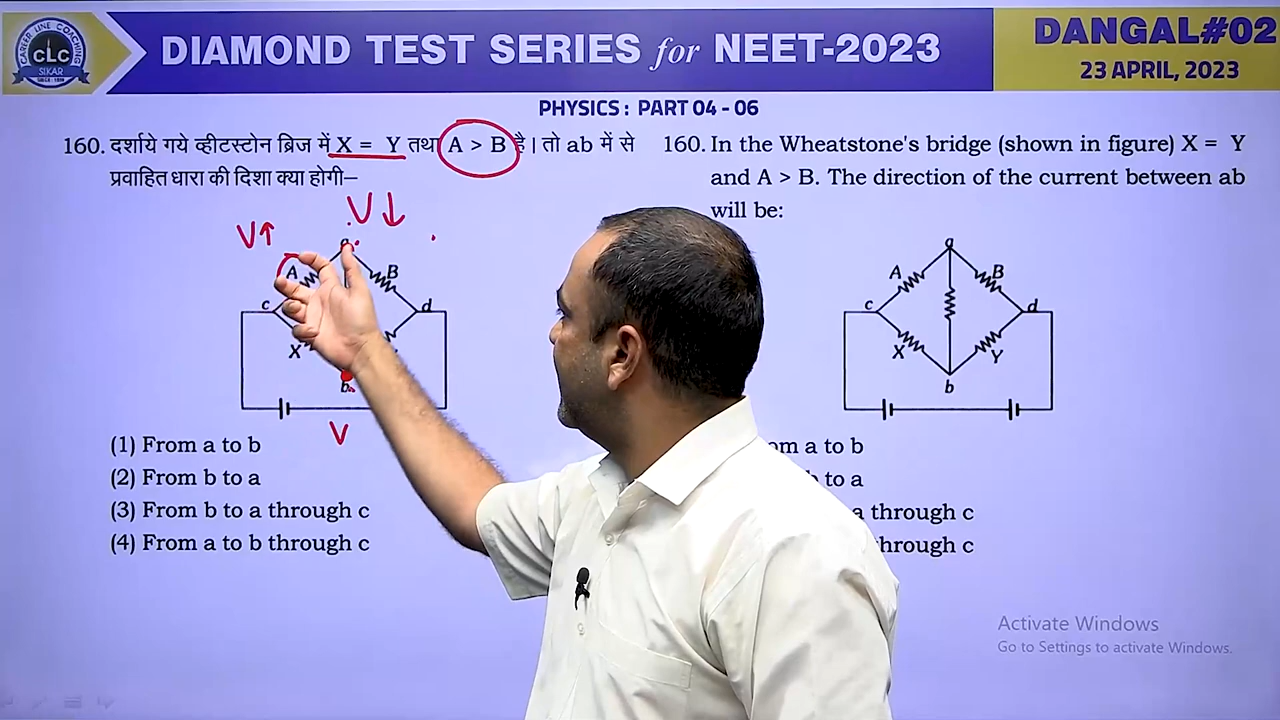 CAREER LINE COACHING
CLC
SIKAR
DIAMOND TEST SERIES for NEET-2023
DANGAL#02
23 APRIL, 2023
PHYSICS : PART 04 - 06
160. दर्शाये गये व्हीटस्टोन ब्रिज में X = Y तथा A > B है। तो ab में से
प्रवाहित धारा की दिशा क्या होगी–
V↓
V↑
A
B
c
d
X
b
V
(1) From a to b
(2) From b to a
(3) From b to a through c
(4) From a to b through c
160. In the Wheatstone's bridge (shown in figure) X = Y
and A > B. The direction of the current between ab
will be:
a
A
B
c
d
X
Y
b
om a to b
to a
a through c
hrough c
Activate Windows
Go to Settings to activate Windows.